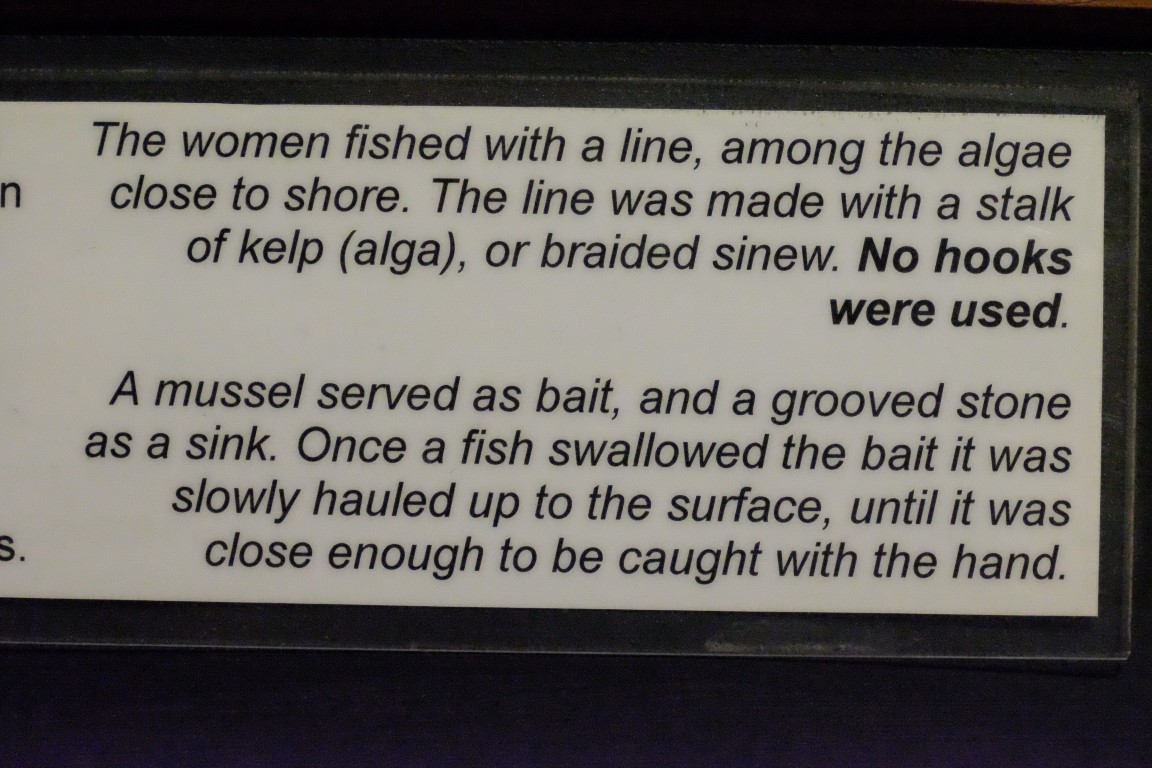 The women fished with a line, among the algae
close to shore. The line was made with a stalk
of kelp (alga), or braided sinew. No hooks
were used.
A mussel served as bait, and a grooved stone
as a sink. Once a fish swallowed the bait it was
slowly hauled up to the surface, until it was
close enough to be caught with the hand.